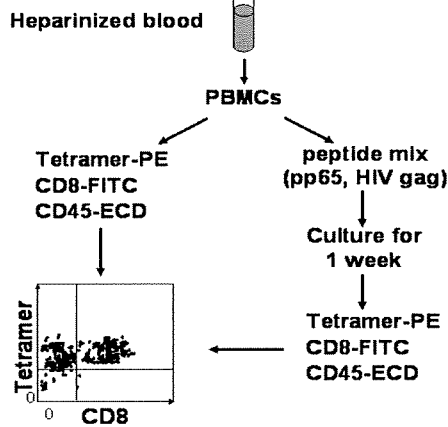 Heparinized blood
PBMCs
Tetramer-PE
CD8-FITC
CD45-ECD
peptide mix
(pp65, HIV gag)
Culture for
1 week
Tetramer-PE
CD8-FITC
CD45-ECD
Tetramer
0
0
CD8